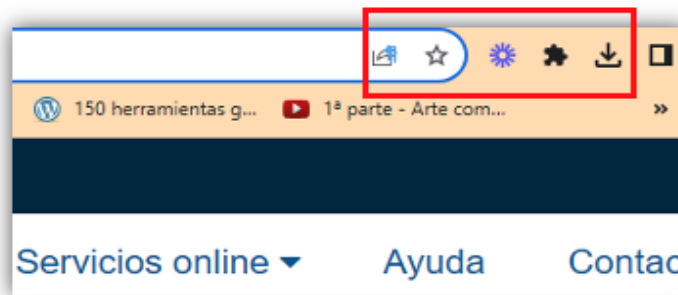 150 herramientas g... 1ª parte - Arte com... »
Servicios online Ayuda Contac